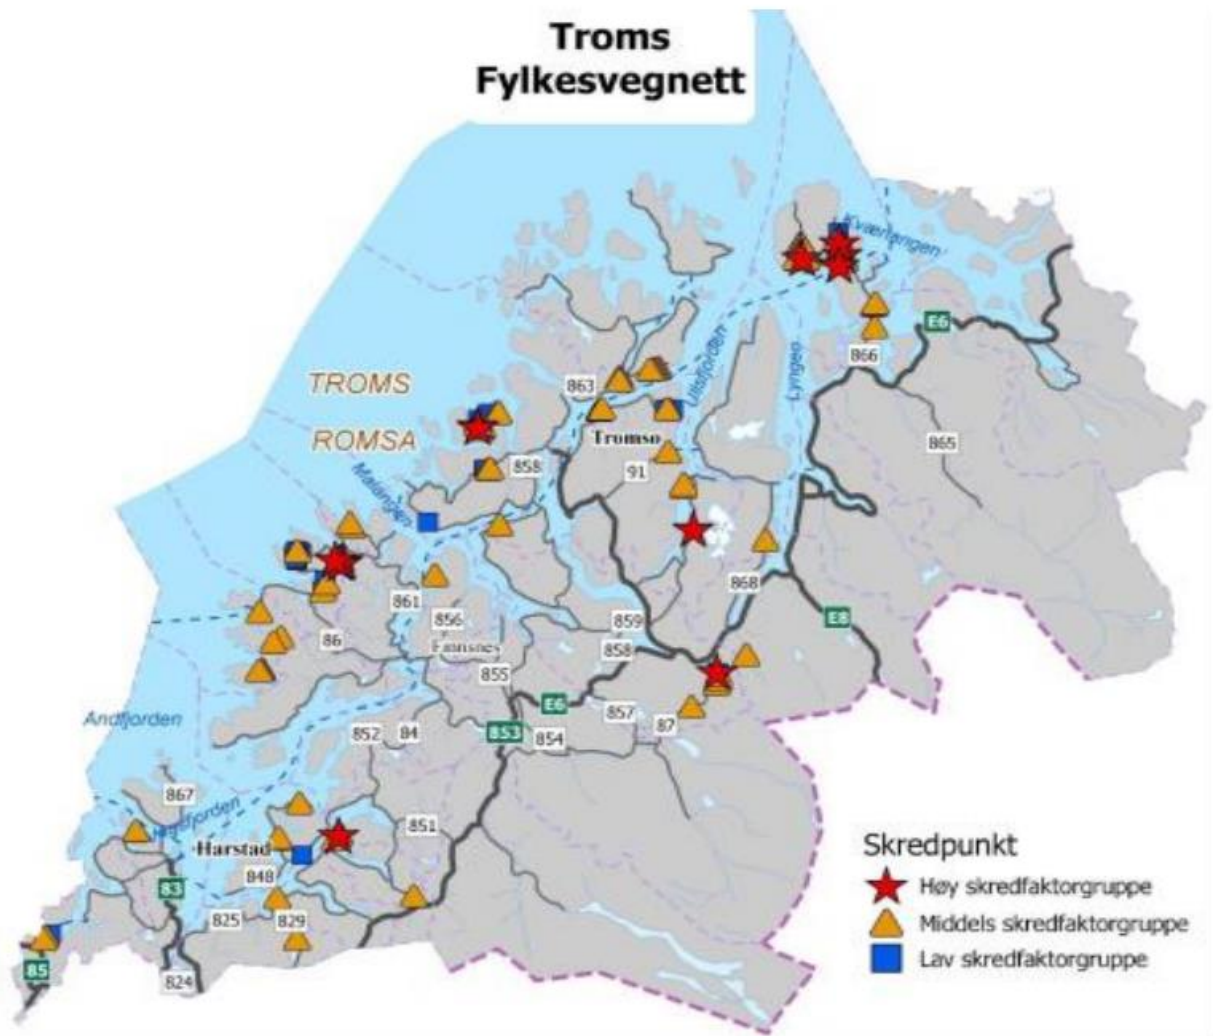 Troms
Fylkesvegnett
Kværnangen
E6
866
Lyngeo
Ullsfjorden
TROMS
863
ROMSA
Tromsø
865
858
91
Malangen
868
861
859
E8
856
86
Finnsnes
858
855
E6
857
87
Andfjorden
852
84
853
854
867
851
Harstad
83
848
825
829
85
824
Skredpunkt
Høy skredfaktorgruppe
Middels skredfaktorgruppe
Lav skredfaktorgruppe